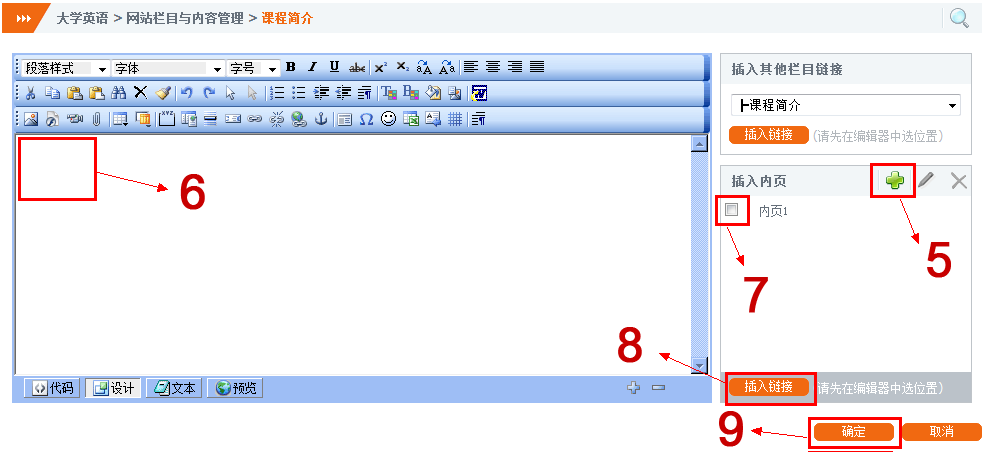 大学英语 > 网站栏目与内容管理 > 课程简介
段落样式 字体 字号 B I U abc
插入其他栏目链接
├课程简介
插入链接 (请先在编辑器中选位置)
插入内页
内页1
6
5
7
8
代码 设计 文本 预览
插入链接 (请先在编辑器中选位置)
9
确定 取消